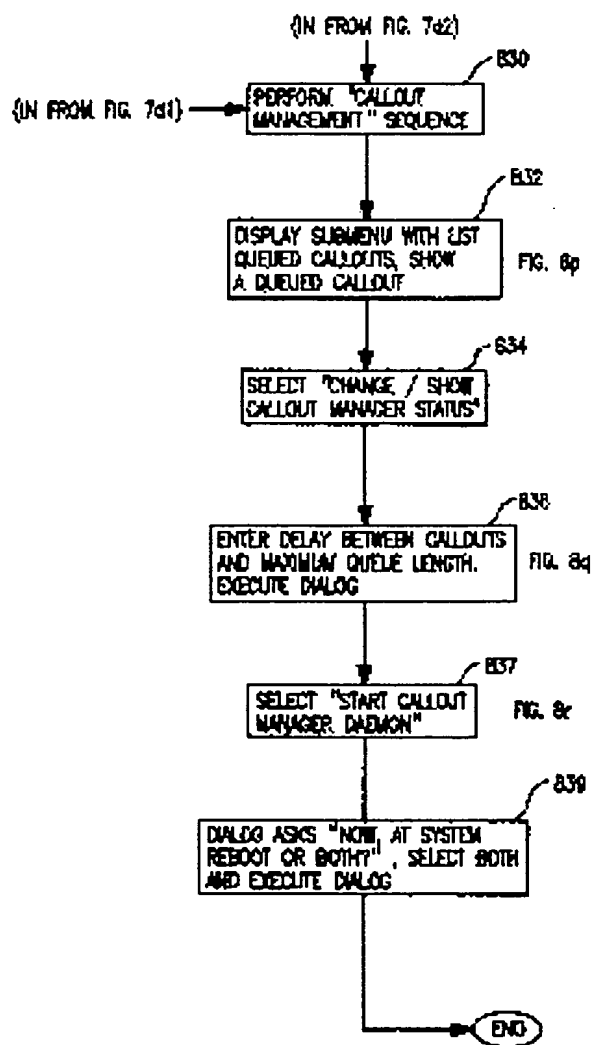 {IN FROM FIG. 7d2}
830
{IN FROM FIG. 7d1}
PERFORM "CALLOUT
MANAGEMENT" SEQUENCE
832
DISPLAY SUBMENU WITH LIST
QUEUED CALLOUTS, SHOW
A QUEUED CALLOUT
FIG. 8p
834
SELECT "CHANGE / SHOW
CALLOUT MANAGER STATUS"
836
ENTER DELAY BETWEEN CALLOUTS
AND MAXIMUM QUEUE LENGTH.
EXECUTE DIALOG
FIG. 8q
837
SELECT "START CALLOUT
MANAGER DAEMON"
FIG. 8r
839
DIALOG ASKS "NOW, AT SYSTEM
REBOOT OR BOTH?", SELECT BOTH
AND EXECUTE DIALOG
END